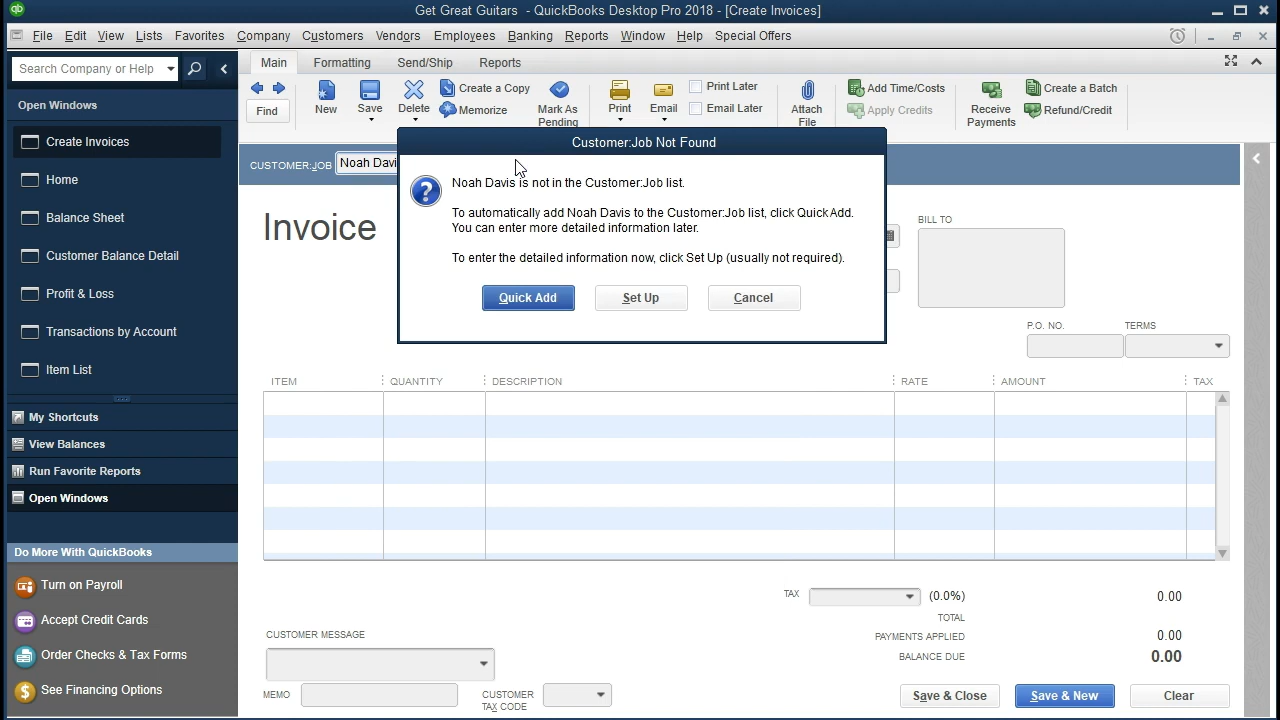 Get Great Guitars - QuickBooks Desktop Pro 2018 - [Create Invoices]
File Edit View Lists Favorites Company Customers Vendors Employees Banking Reports Window Help Special Offers
Search Company or Help
Main Formatting Send/Ship Reports
Find
New
Save
Delete
Create a Copy
Memorize
Mark As
Pending
Print
Email
Print Later
Email Later
Attach
File
Add Time/Costs
Apply Credits
Receive
Payments
Create a Batch
Refund/Credit
Open Windows
Create Invoices
Home
Balance Sheet
Customer Balance Detail
Profit & Loss
Transactions by Account
Item List
My Shortcuts
View Balances
Run Favorite Reports
Open Windows
Do More With QuickBooks
Turn on Payroll
Accept Credit Cards
Order Checks & Tax Forms
See Financing Options
CUSTOMER:JOB Noah Davi
Customer:Job Not Found
Noah Davis is not in the Customer:Job list.
To automatically add Noah Davis to the Customer:Job list, click Quick Add.
You can enter more detailed information later.
To enter the detailed information now, click Set Up (usually not required).
Quick Add Set Up Cancel
Invoice
BILL TO
P.O. NO. TERMS
ITEM QUANTITY DESCRIPTION RATE AMOUNT TAX
TAX (0.0%) 0.00
TOTAL
PAYMENTS APPLIED 0.00
BALANCE DUE 0.00
CUSTOMER MESSAGE
MEMO
CUSTOMER
TAX CODE
Save & Close Save & New Clear